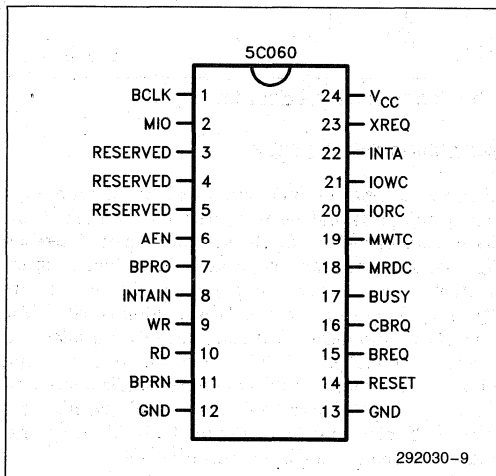 5C060
BCLK 1 24 VCC
MIO 2 23 XREQ
RESERVED 3 22 INTA
RESERVED 4 21 IOWC
RESERVED 5 20 IORC
AEN 6 19 MWTC
BPRO 7 18 MRDC
INTAIN 8 17 BUSY
WR 9 16 CBRQ
RD 10 15 BREQ
BPRN 11 14 RESET
GND 12 13 GND
292030-9